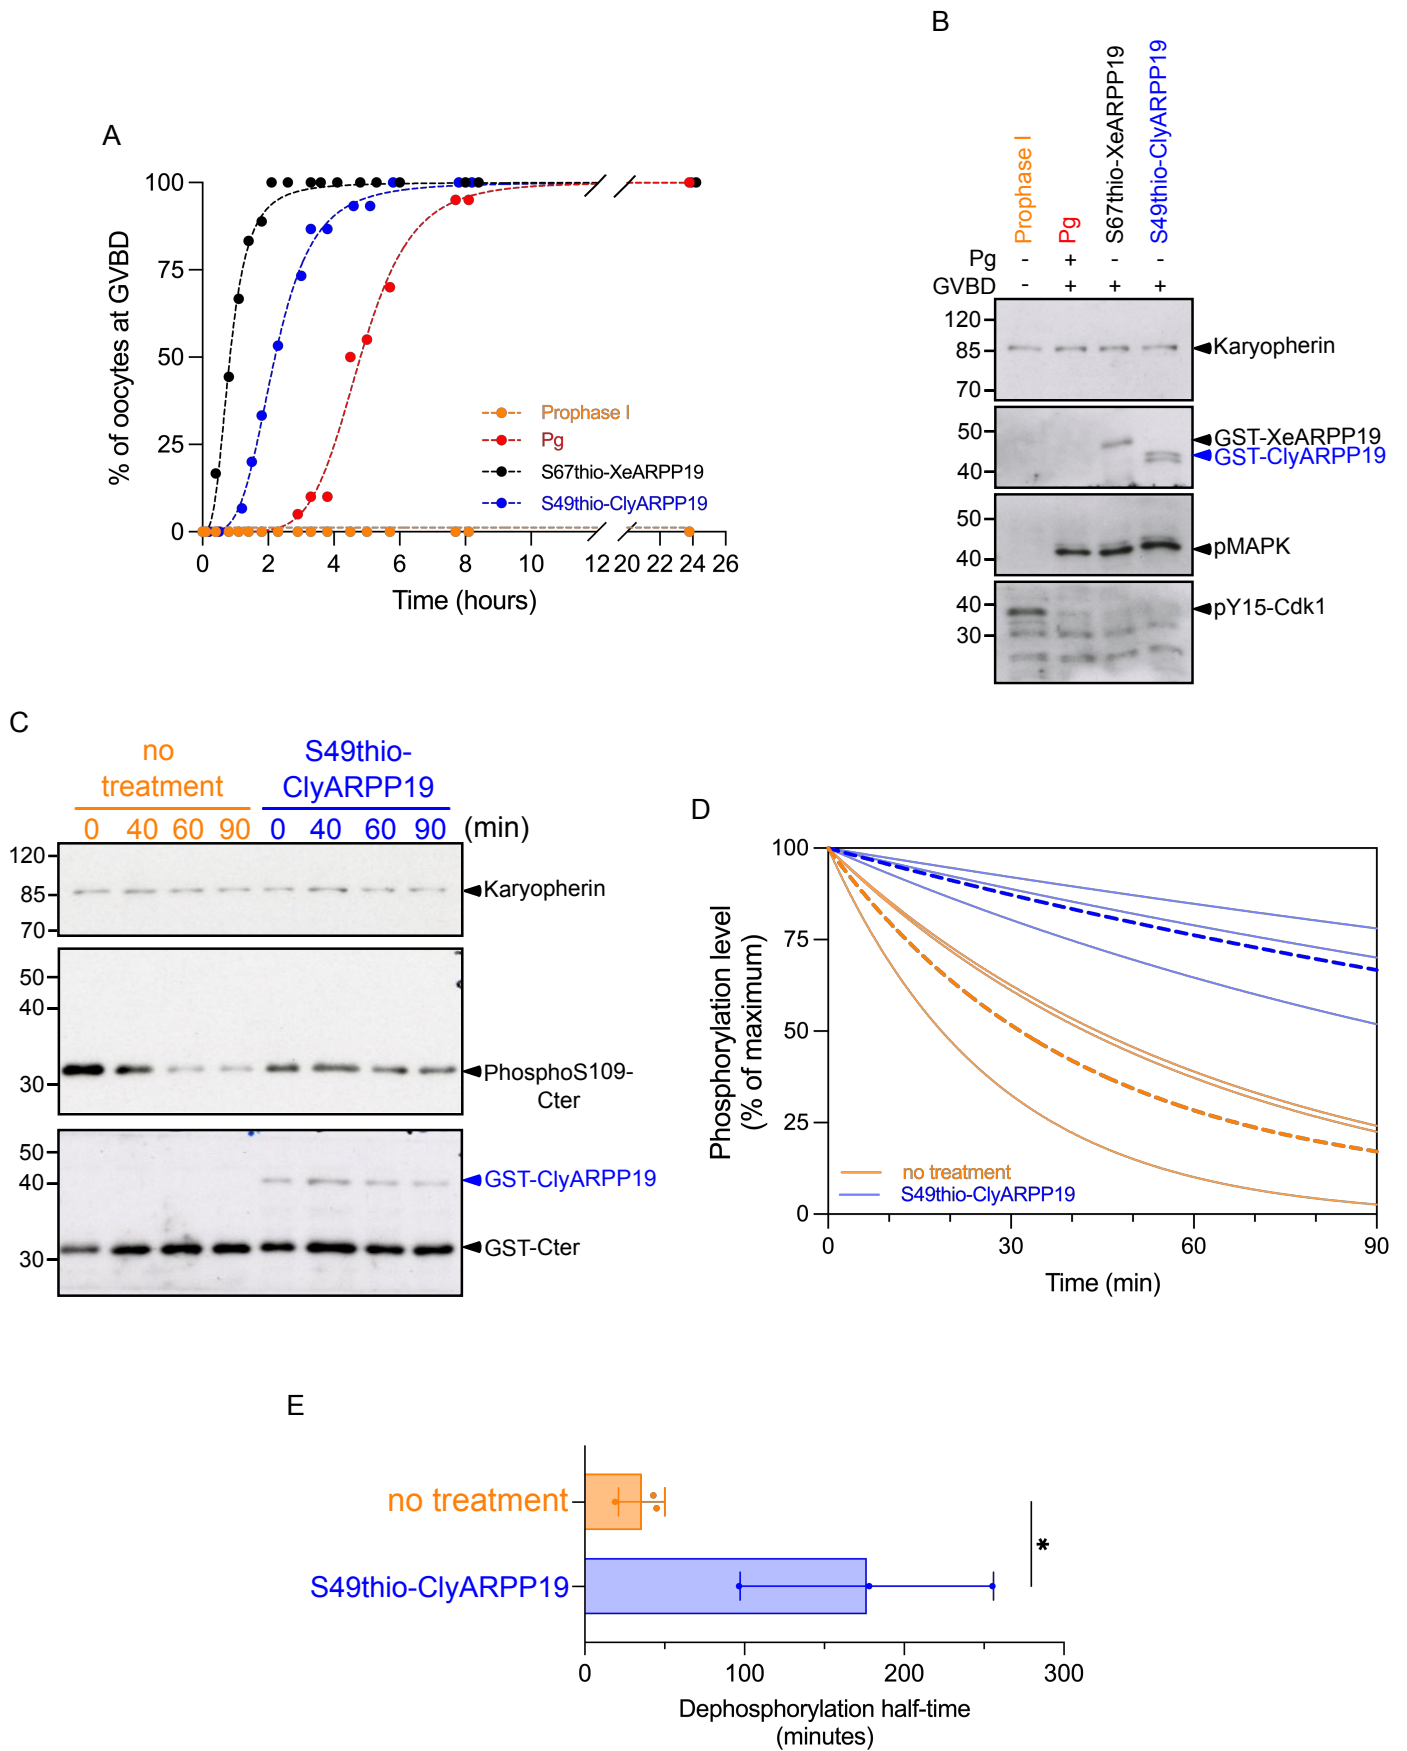 A
% of oocytes at GVBD
100
75
50
25
0
0 2 4 6 8 10 12 20 22 24 26
Time (hours)
Prophase I
Pg
S67thio-XeARPP19
S49thio-ClyARPP19
B
Prophase I
Pg
S67thio-XeARPP19
S49thio-ClyARPP19
Pg - + - -
GVBD - + + +
120
85
70
Karyopherin
50
40
GST-XeARPP19
GST-ClyARPP19
50
40
pMAPK
40
30
pY15-Cdk1
C
no
treatment
S49thio-
ClyARPP19
0 40 60 90 0 40 60 90 (min)
120
85
70
Karyopherin
50
40
30
PhosphoS109-
Cter
50
40
30
GST-ClyARPP19
GST-Cter
D
Phosphorylation level
(% of maximum)
100
75
50
25
0
no treatment
S49thio-ClyARPP19
0 30 60 90
Time (min)
E
no treatment
S49thio-ClyARPP19
*
0 100 200 300
Dephosphorylation half-time
(minutes)